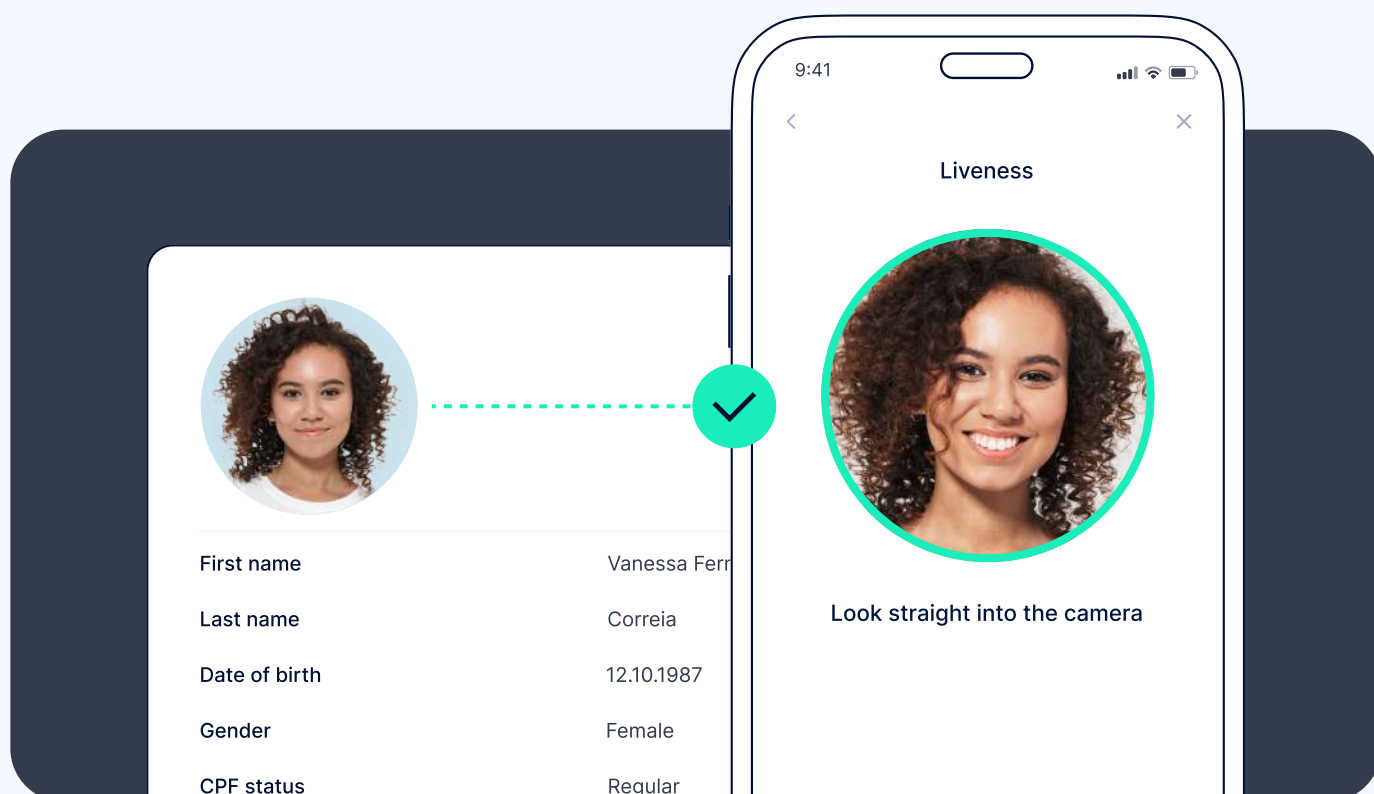 9:41
Liveness
Look straight into the camera
First name Vanessa
Last name Correia
Date of birth 12.10.1987
Gender Female
CPF status Regular